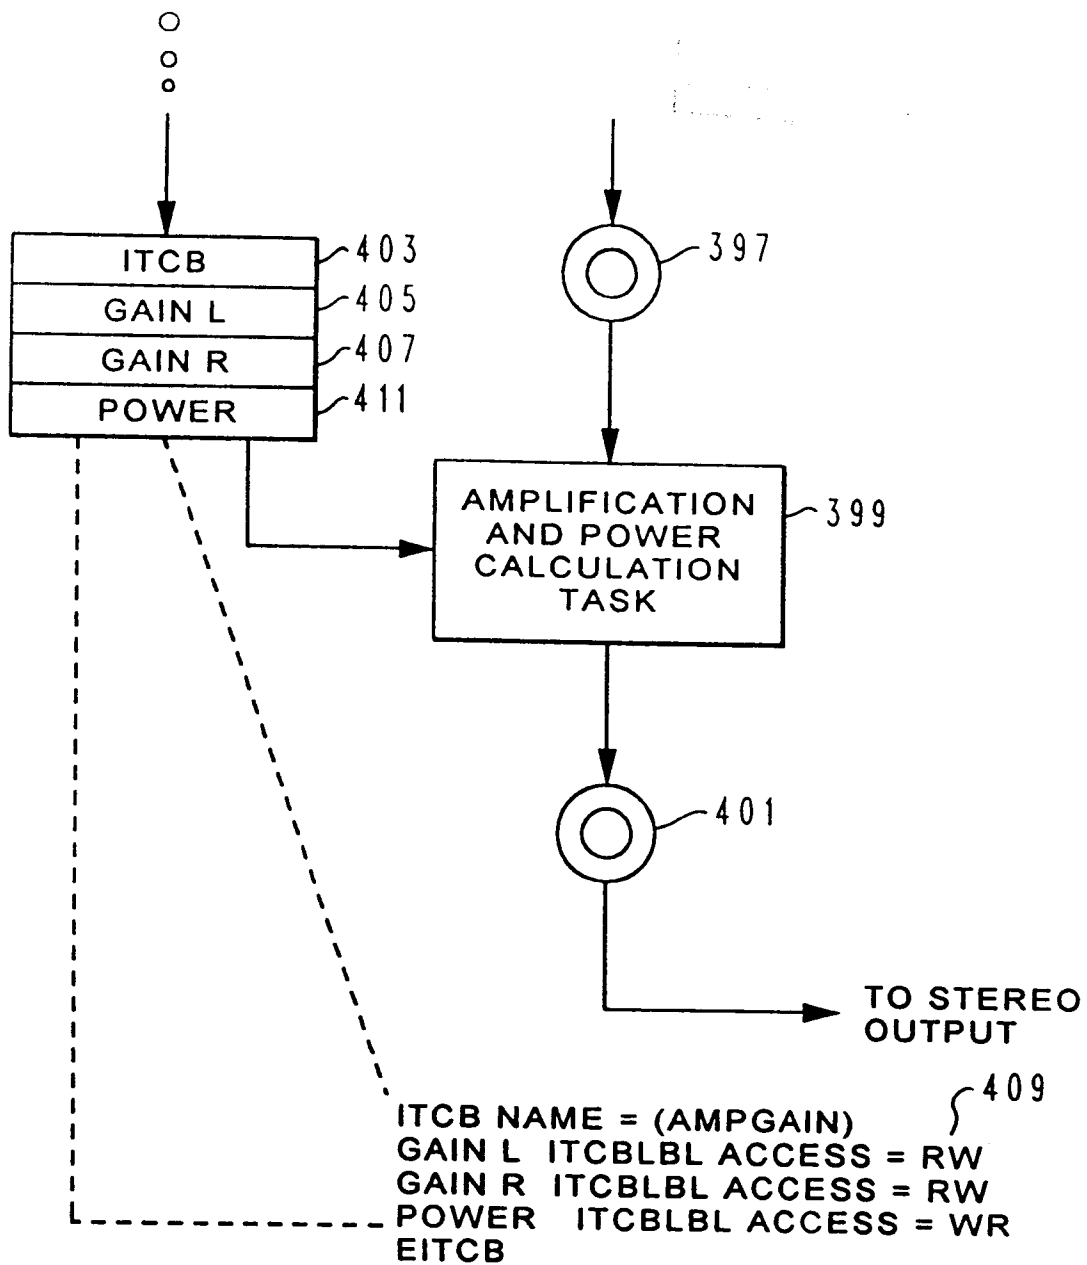 ITCB 403
GAIN L 405
GAIN R 407
POWER 411
397
AMPLIFICATION
AND POWER
CALCULATION
TASK
399
401
TO STEREO
OUTPUT
409
ITCB NAME = (AMPGAIN)
GAIN L ITCBLBL ACCESS = RW
GAIN R ITCBLBL ACCESS = RW
POWER ITCBLBL ACCESS = WR
EITCB